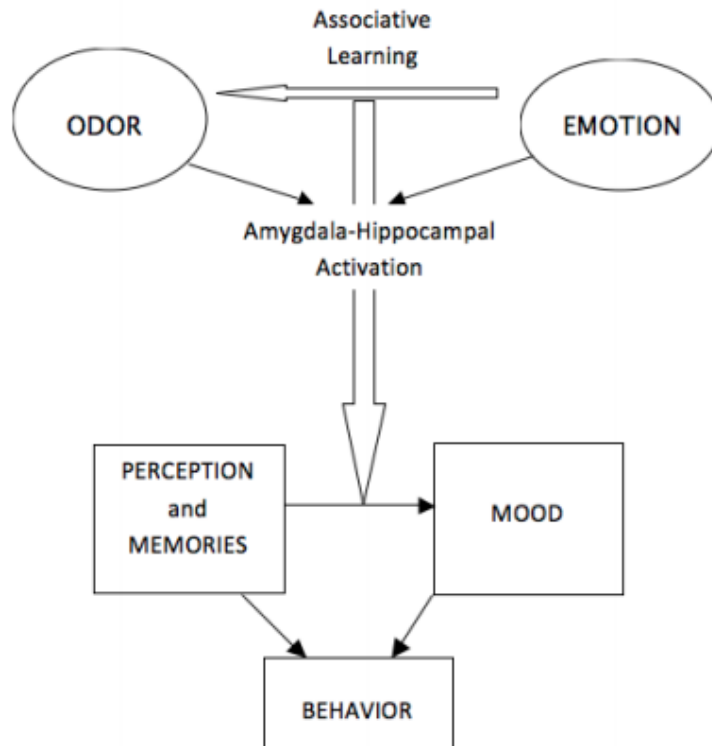 Associative
Learning
ODOR
EMOTION
Amygdala-Hippocampal
Activation
PERCEPTION
and
MEMORIES
MOOD
BEHAVIOR